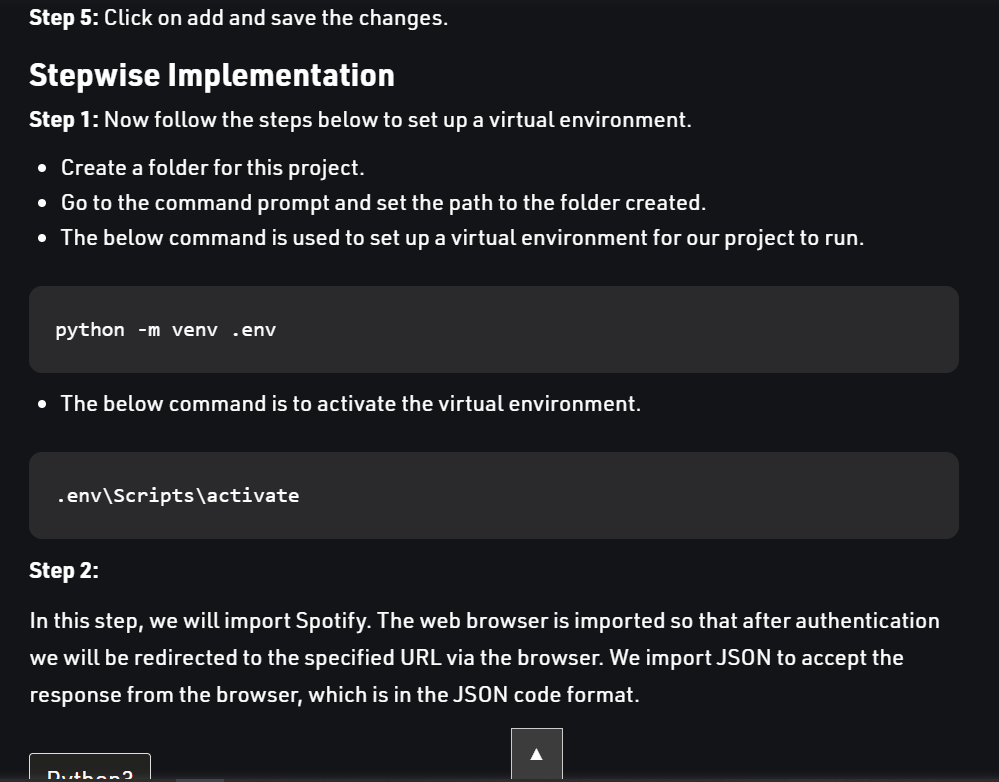 Step 5: Click on add and save the changes.
Stepwise Implementation
Step 1: Now follow the steps below to set up a virtual environment.
Create a folder for this project.
Go to the command prompt and set the path to the folder created.
The below command is used to set up a virtual environment for our project to run.
python -m venv .env
The below command is to activate the virtual environment.
.env\Scripts\activate
Step 2:
In this step, we will import Spotify. The web browser is imported so that after authentication
we will be redirected to the specified URL via the browser. We import JSON to accept the
response from the browser, which is in the JSON code format.
Python3